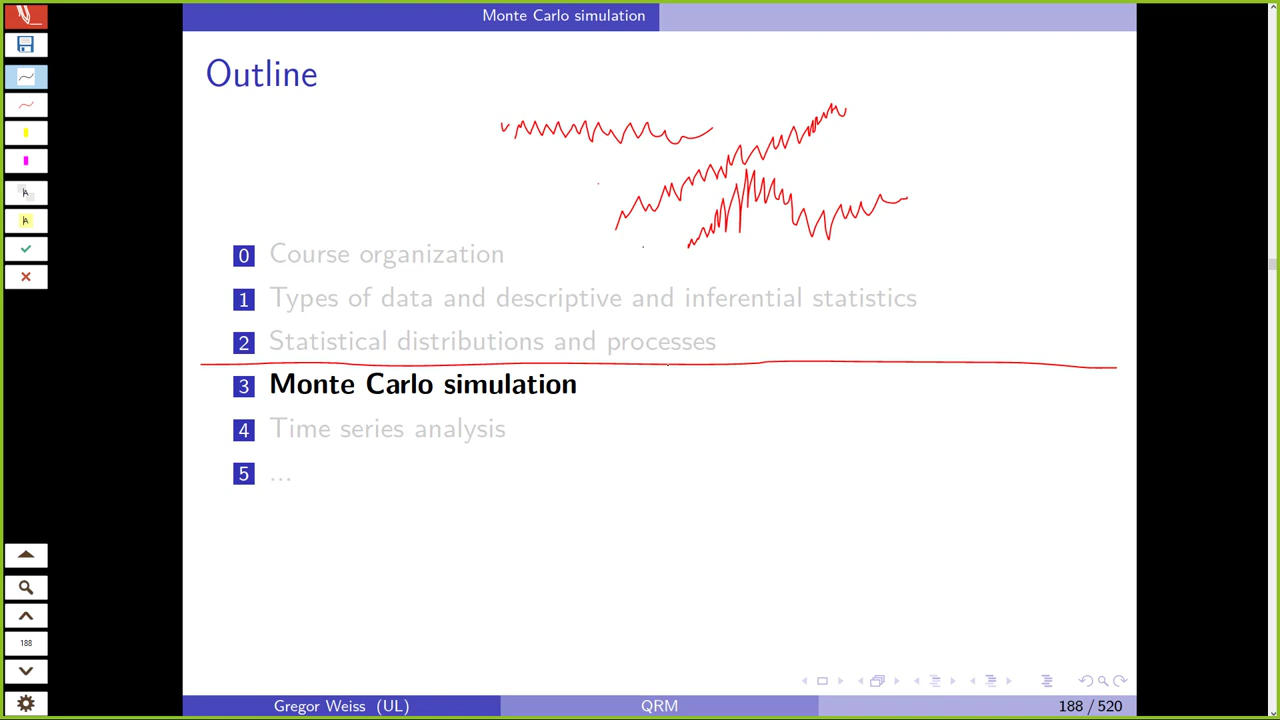 Monte Carlo simulation
Outline
0 Course organization
1 Types of data and descriptive and inferential statistics
2 Statistical distributions and processes
3 Monte Carlo simulation
4 Time series analysis
5 ...
188
Gregor Weiss (UL) QRM 188 / 520